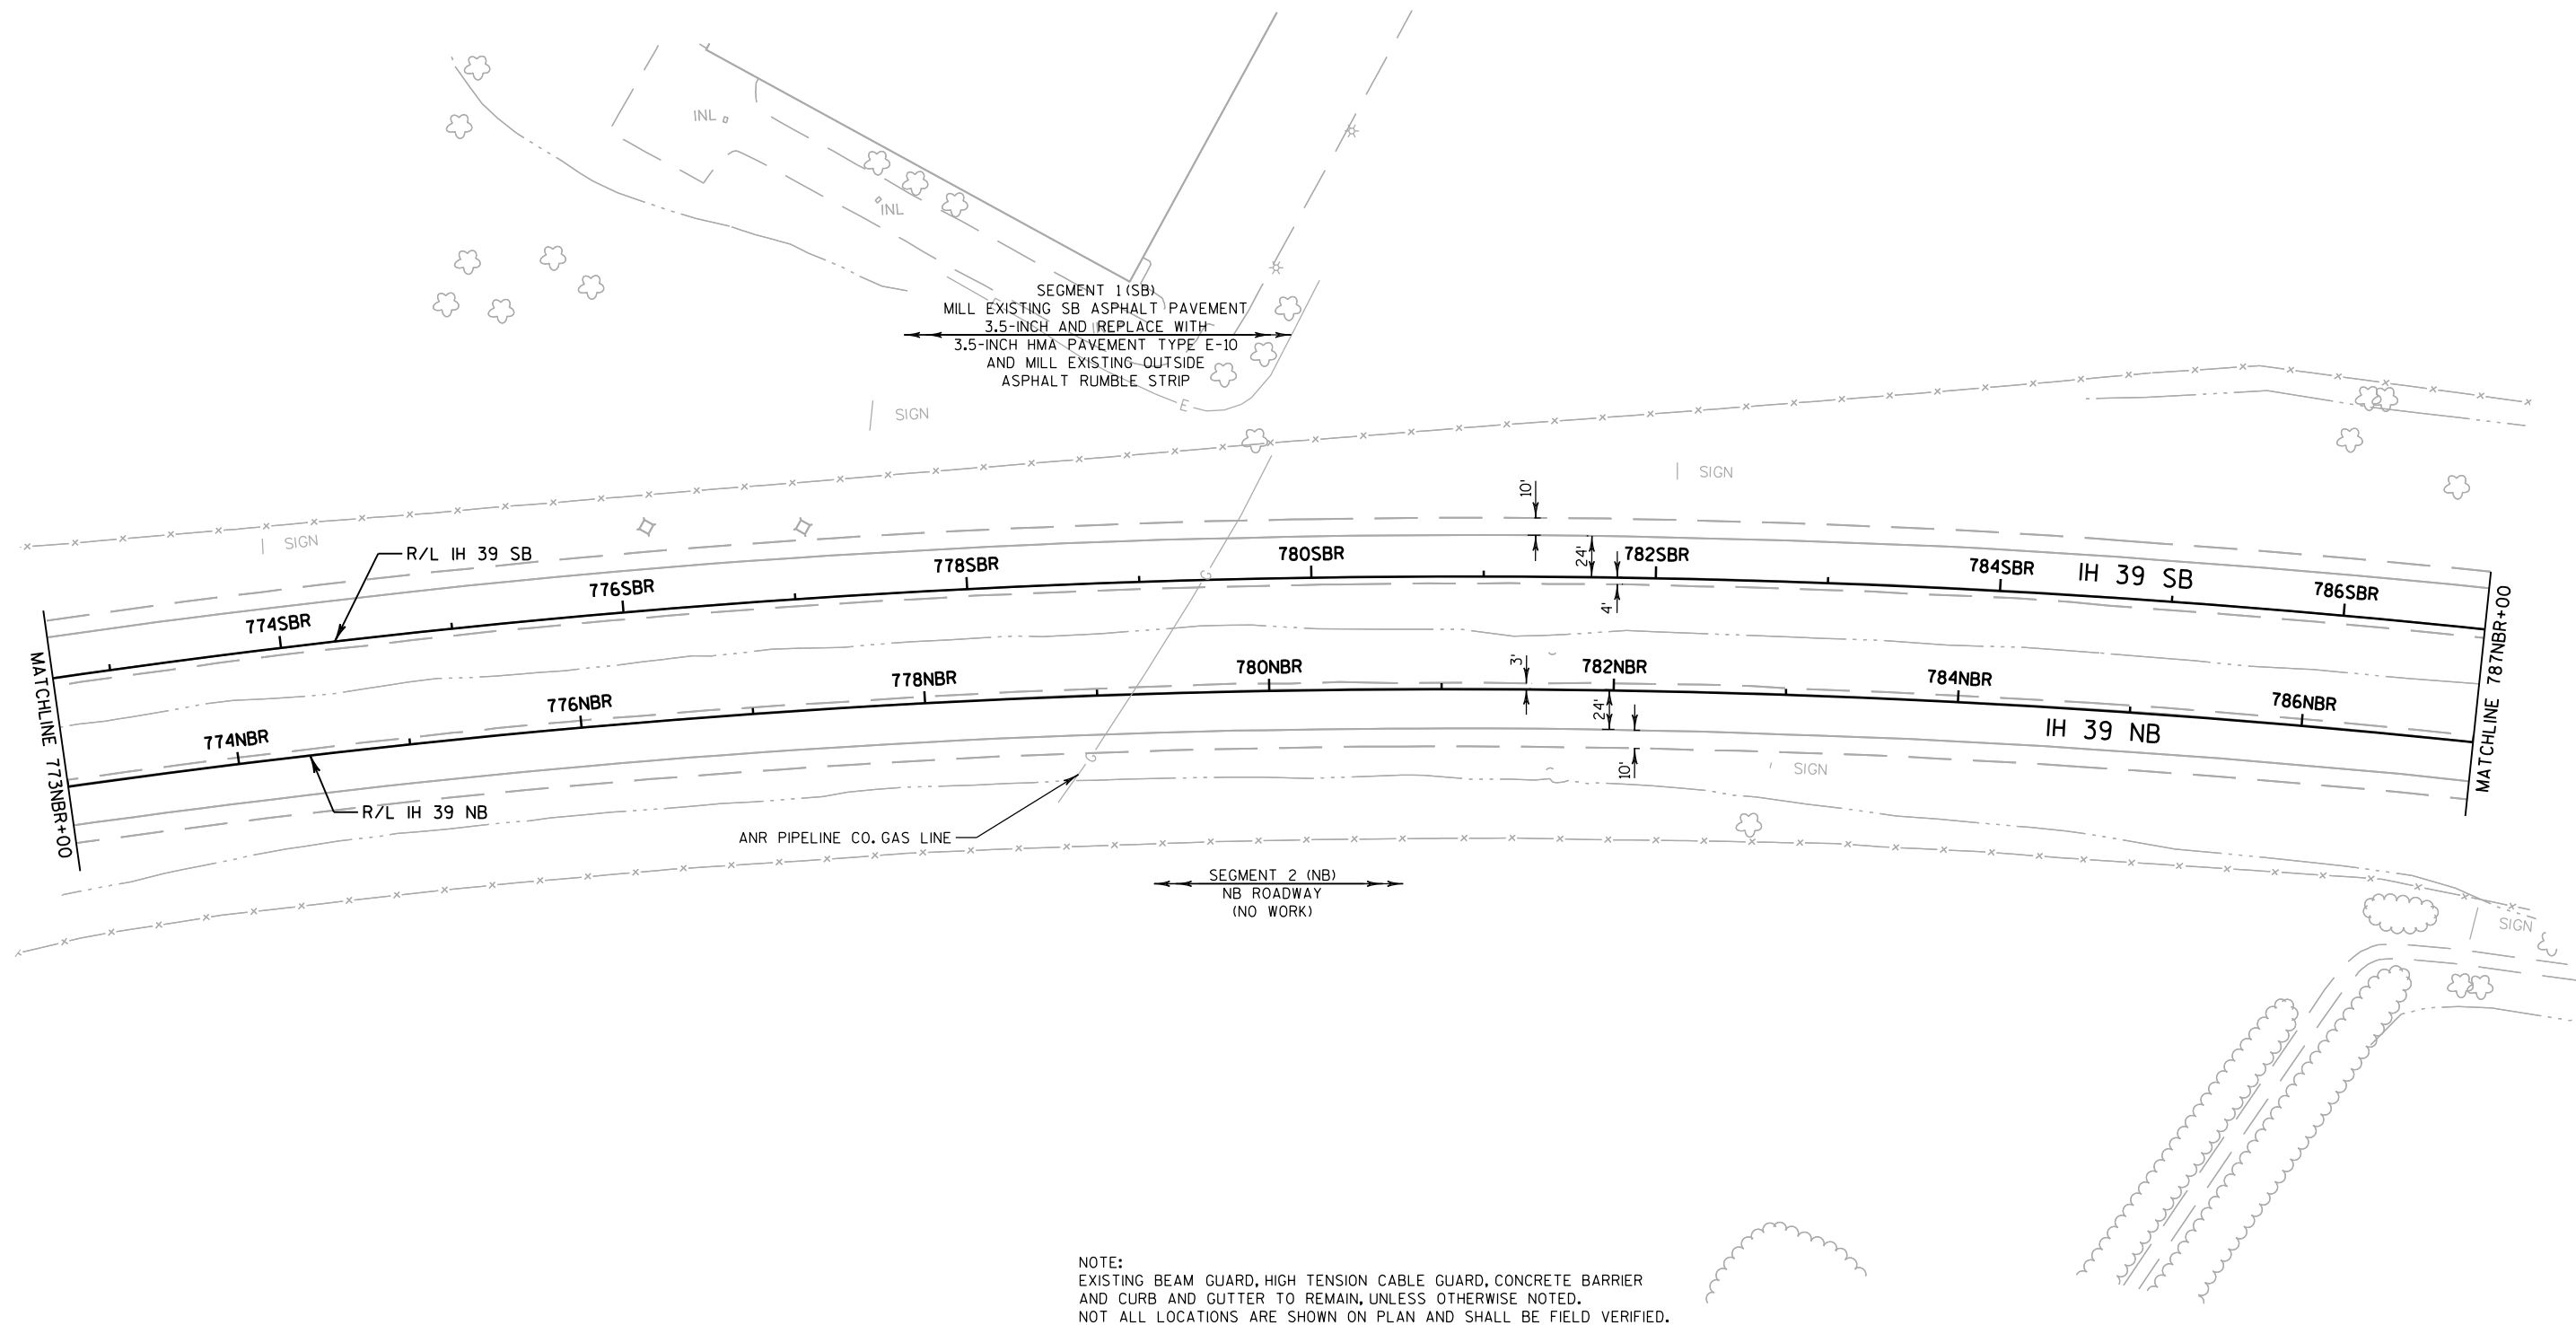 INL
INL
SEGMENT 1 (SB)
MILL EXISTING SB ASPHALT PAVEMENT
3.5-INCH AND REPLACE WITH
3.5-INCH HMA PAVEMENT TYPE E-10
AND MILL EXISTING OUTSIDE
ASPHALT RUMBLE STRIP
E
SIGN
SIGN
SIGN
10'
R/L IH 39 SB
774SBR
776SBR
778SBR
780SBR
24'
782SBR
784SBR
IH 39 SB
786SBR
4'
G
MATCHLINE 773NBR+00
MATCHLINE 787NBR+00
774NBR
776NBR
778NBR
780NBR
3'
782NBR
784NBR
786NBR
24'
IH 39 NB
10'
G
SIGN
R/L IH 39 NB
ANR PIPELINE CO. GAS LINE
SEGMENT 2 (NB)
NB ROADWAY
(NO WORK)
SIGN
NOTE:
EXISTING BEAM GUARD, HIGH TENSION CABLE GUARD, CONCRETE BARRIER
AND CURB AND GUTTER TO REMAIN, UNLESS OTHERWISE NOTED.
NOT ALL LOCATIONS ARE SHOWN ON PLAN AND SHALL BE FIELD VERIFIED.